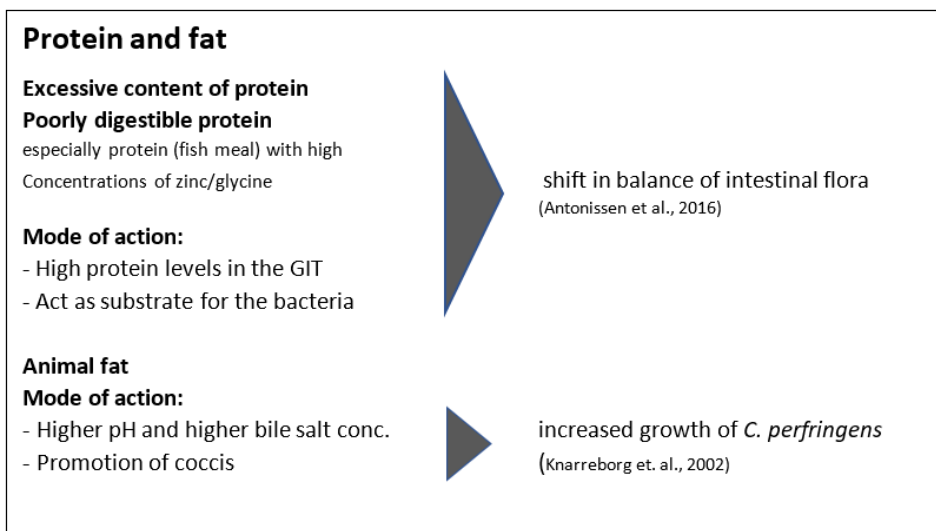 Protein and fat
Excessive content of protein
Poorly digestible protein
especially protein (fish meal) with high
Concentrations of zinc/glycine
shift in balance of intestinal flora
(Antonissen et al., 2016)
Mode of action:
- High protein levels in the GIT
- Act as substrate for the bacteria
Animal fat
Mode of action:
- Higher pH and higher bile salt conc.
- Promotion of coccis
increased growth of C. perfringens
(Knarreborg et. al., 2002)